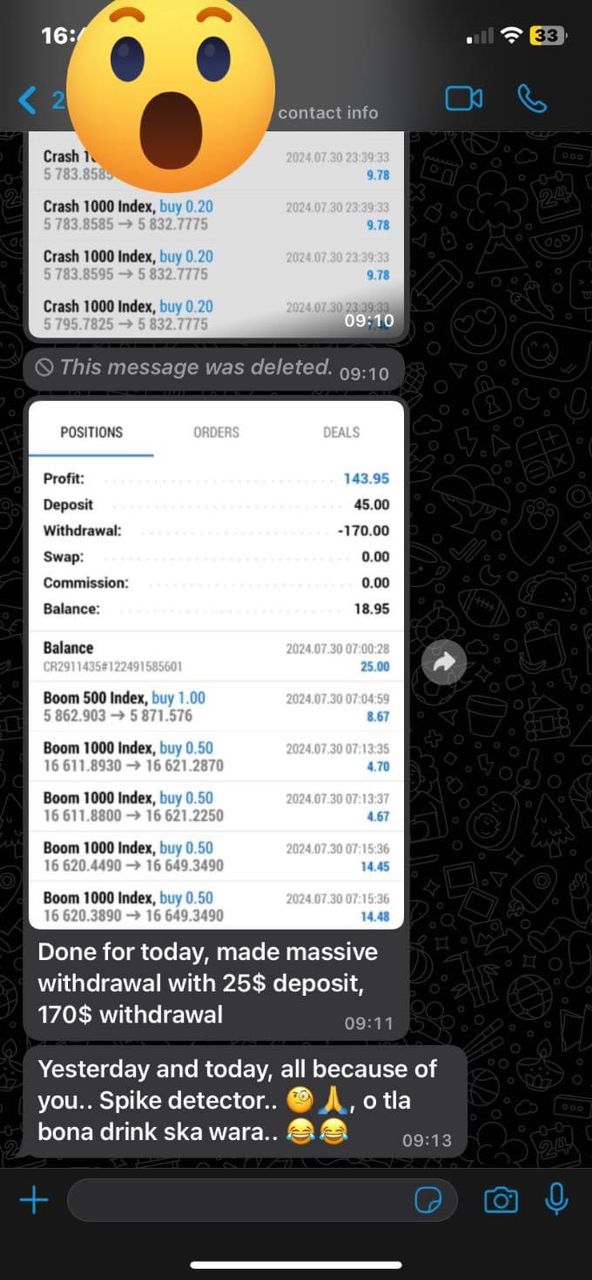 16:
33
2
contact info
Crash 2024.07.30 23:39:33
9.78
Crash 1000 Index, buy 0.20 2024.07.30 23:39:33
5 783.8585 → 5 832.7775 9.78
Crash 1000 Index, buy 0.20 2024.07.30 23:39:33
5 783.8595 → 5 832.7775 9.78
Crash 1000 Index, buy 0.20 2024.07.30 23:39:33
5 795.7825 → 5 832.7775
09:10
This message was deleted. 09:10
POSITIONS ORDERS DEALS
Profit: 143.95
Deposit 45.00
Withdrawal: -170.00
Swap: 0.00
Commission: 0.00
Balance: 18.95
Balance 2024.07.30 07:00:28
CR2911435#122491585601 25.00
Boom 500 Index, buy 1.00 2024.07.30 07:04:59
5 862.903 → 5 871.576 8.67
Boom 1000 Index, buy 0.50 2024.07.30 07:13:35
16 611.8930 → 16 621.2870 4.70
Boom 1000 Index, buy 0.50 2024.07.30 07:13:37
16 611.8800 → 16 621.2250 4.67
Boom 1000 Index, buy 0.50 2024.07.30 07:15:36
16 620.4490 → 16 649.3490 14.45
Boom 1000 Index, buy 0.50 2024.07.30 07:15:36
16 620.3890 → 16 649.3490 14.48
Done for today, made massive
withdrawal with 25$ deposit,
170$ withdrawal 09:11
Yesterday and today, all because of
you.. Spike detector.. 🧐🙏, o tla
bona drink ska wara.. 😂😂 09:13